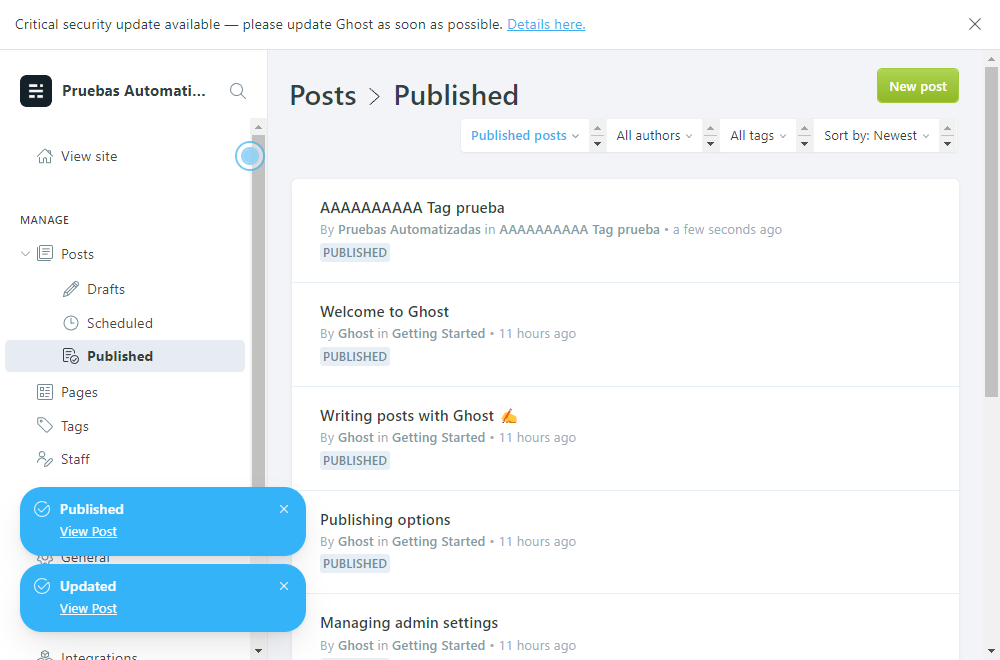 Critical security update available — please update Ghost as soon as possible. Details here.
Pruebas Automati...
View site
MANAGE
Posts
Drafts
Scheduled
Published
Pages
Tags
Staff
Published
View Post
General
Updated
View Post
Integrations
Posts > Published
New post
Published posts
All authors
All tags
Sort by: Newest
AAAAAAAAAA Tag prueba
By Pruebas Automatizadas in AAAAAAAAAA Tag prueba • a few seconds ago
PUBLISHED
Welcome to Ghost
By Ghost in Getting Started • 11 hours ago
PUBLISHED
Writing posts with Ghost ✍️
By Ghost in Getting Started • 11 hours ago
PUBLISHED
Publishing options
By Ghost in Getting Started • 11 hours ago
PUBLISHED
Managing admin settings
By Ghost in Getting Started • 11 hours ago